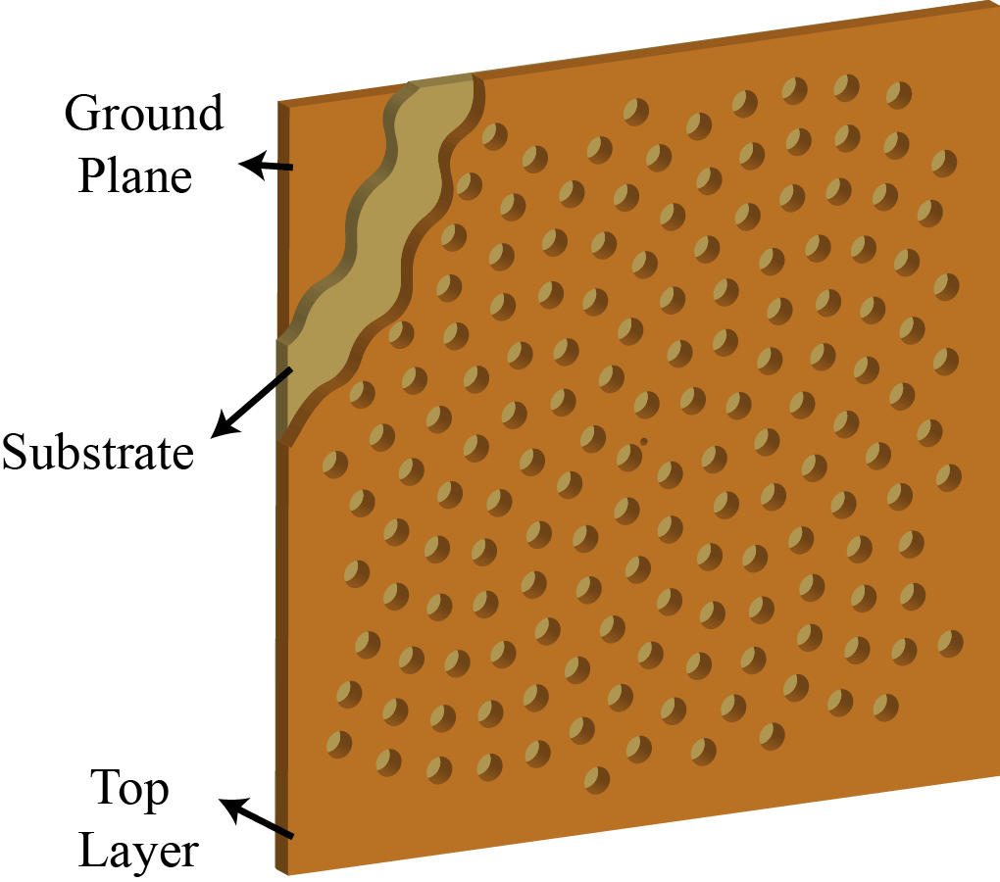 Ground
Plane
Substrate
Top
Layer